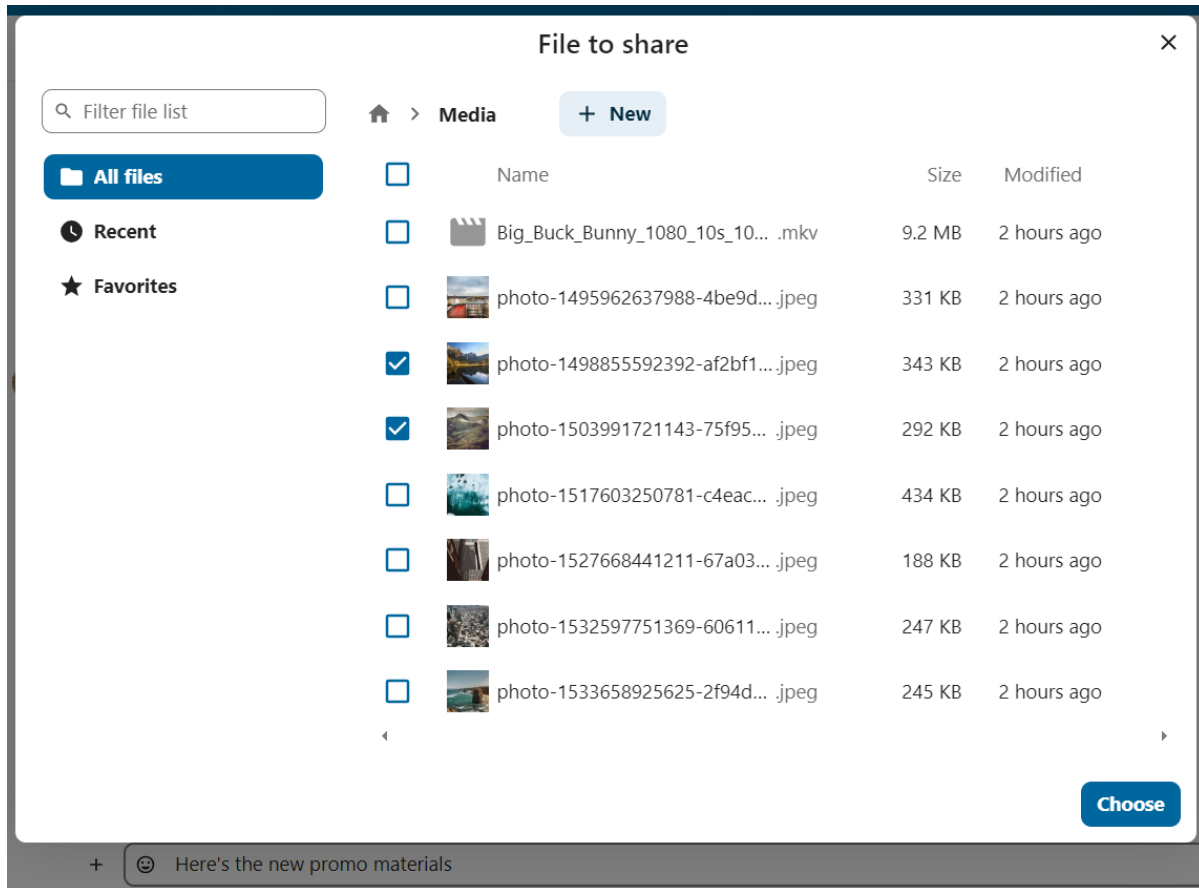 File to share
Filter file list
Media
+ New
All files
Recent
Favorites
Name Size Modified
Big_Buck_Bunny_1080_10s_10... .mkv 9.2 MB 2 hours ago
photo-1495962637988-4be9d... .jpeg 331 KB 2 hours ago
photo-1498855592392-af2bf1... .jpeg 343 KB 2 hours ago
photo-1503991721143-75f95... .jpeg 292 KB 2 hours ago
photo-1517603250781-c4eac... .jpeg 434 KB 2 hours ago
photo-1527668441211-67a03... .jpeg 188 KB 2 hours ago
photo-1532597751369-60611... .jpeg 247 KB 2 hours ago
photo-1533658925625-2f94d... .jpeg 245 KB 2 hours ago
Choose
Here's the new promo materials